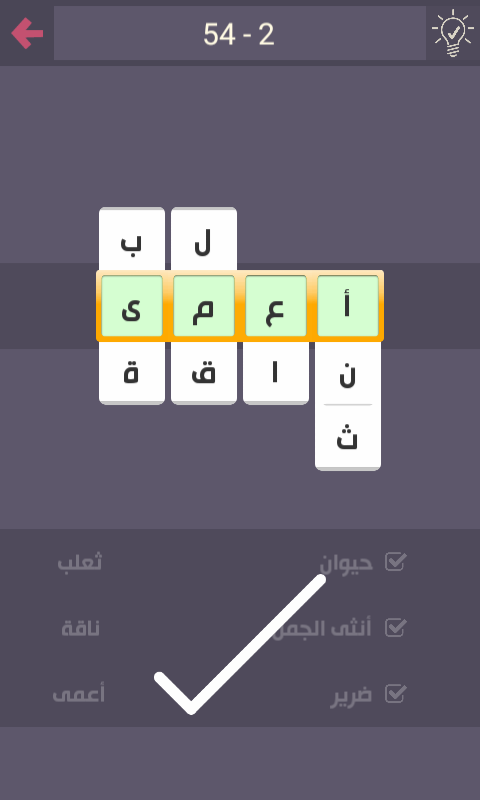 54 - 2
ل ب
أ ع م ى
ن ا ق ة
ث
حيوان ثعلب
أنثى الجمل ناقة
ضرير أعمى